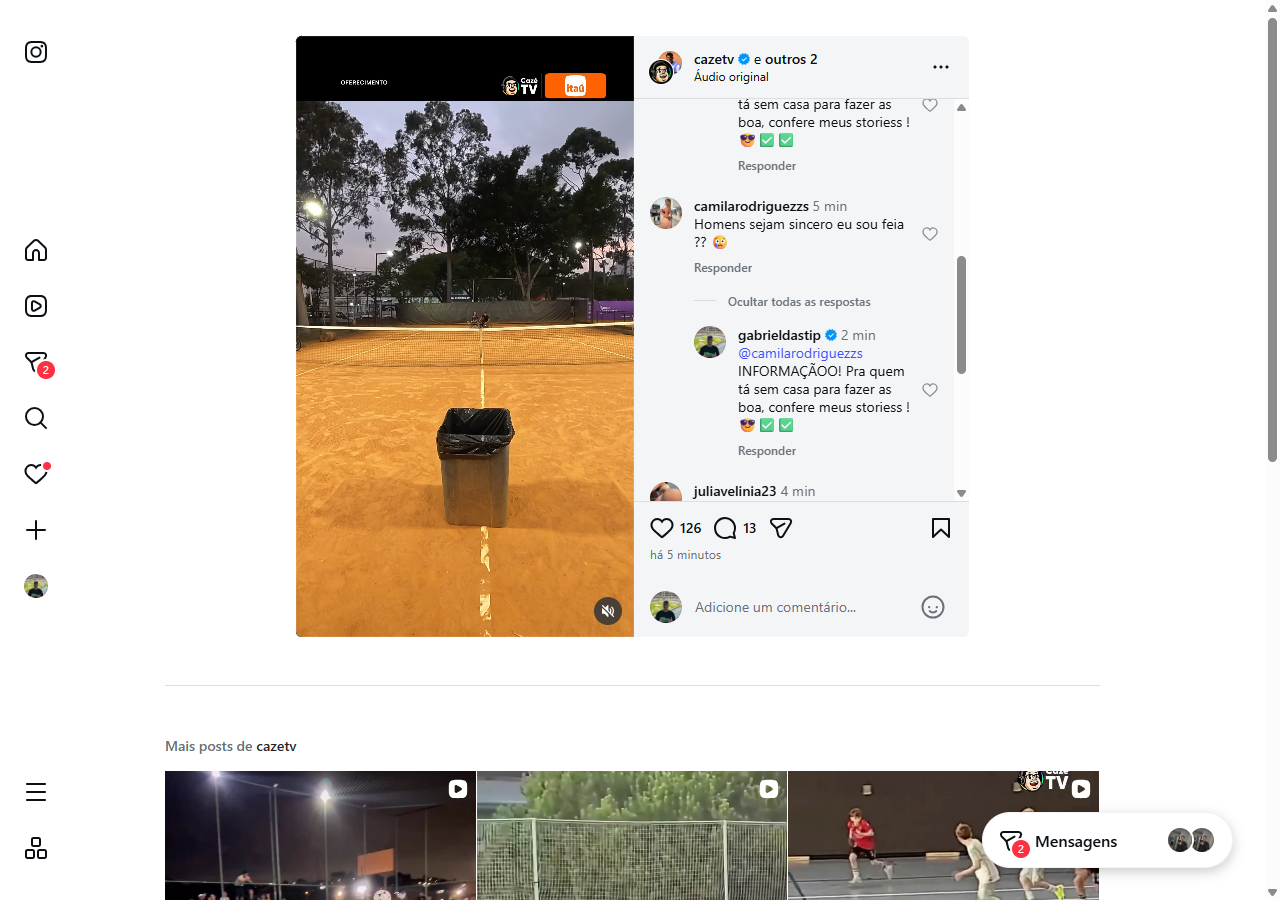 OFERECIMENTO
Cazé
TV
itaú
cazetv e outros 2
Áudio original
tá sem casa para fazer as
boa, confere meus storiess !
😎 ✅ ✅
Responder
camilarodriguezzs 5 min
Homens sejam sincero eu sou feia
?? 🤕
Responder
Ocultar todas as respostas
gabrieldastip 2 min
@camilarodriguezzs
INFORMAÇÃOO! Pra quem
tá sem casa para fazer as
boa, confere meus storiess !
😎 ✅ ✅
Responder
juliavelinia23 4 min
126 13
há 5 minutos
Adicione um comentário...
2
Mais posts de cazetv
Cazé
TV
2
Mensagens